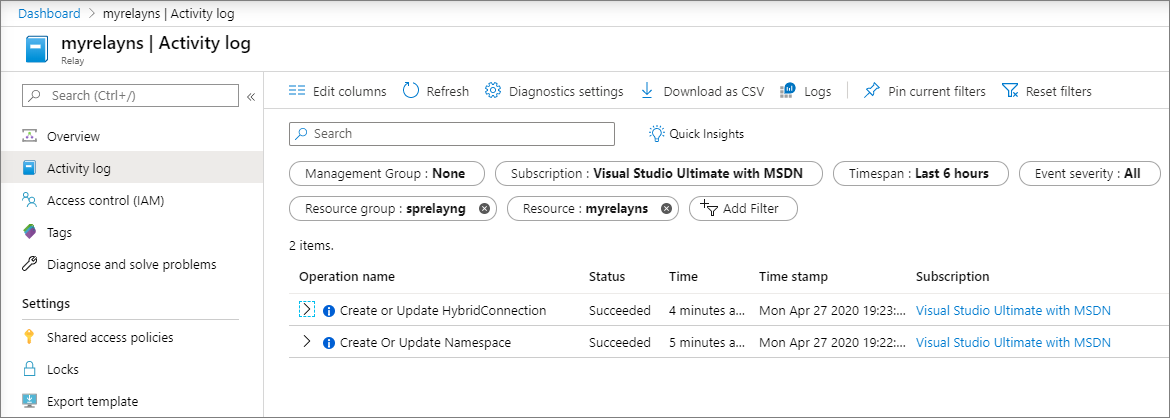 Dashboard > myrelayns | Activity log
myrelayns | Activity log
Relay
Search (Ctrl+/)
«
Overview
Activity log
Access control (IAM)
Tags
Diagnose and solve problems
Settings
Shared access policies
Locks
Export template
Edit columns Refresh Diagnostics settings Download as CSV Logs Pin current filters Reset filters
Search Quick Insights
Management Group : None Subscription : Visual Studio Ultimate with MSDN Timespan : Last 6 hours Event severity : All
Resource group : sprelayng Resource : myrelayns Add Filter
2 items.
Operation name Status Time Time stamp Subscription
Create or Update HybridConnection Succeeded 4 minutes a... Mon Apr 27 2020 19:23:... Visual Studio Ultimate with MSDN
Create Or Update Namespace Succeeded 5 minutes a... Mon Apr 27 2020 19:22:... Visual Studio Ultimate with MSDN